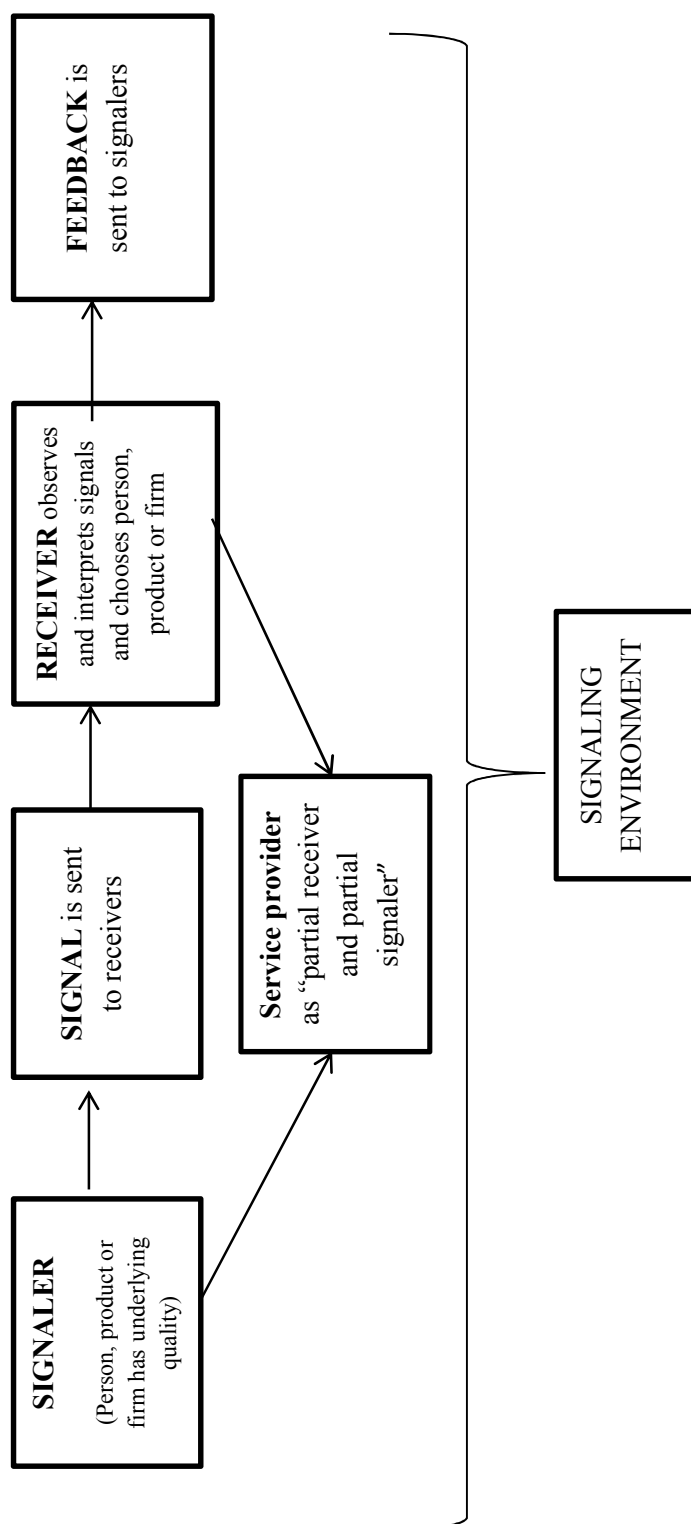 SIGNALER
(Person, product or
firm has underlying
quality)
SIGNAL is sent
to receivers
RECEIVER observes
and interprets signals
and chooses person,
product or firm
FEEDBACK is
sent to signalers
Service provider
as “partial receiver
and partial
signaler”
SIGNALING
ENVIRONMENT